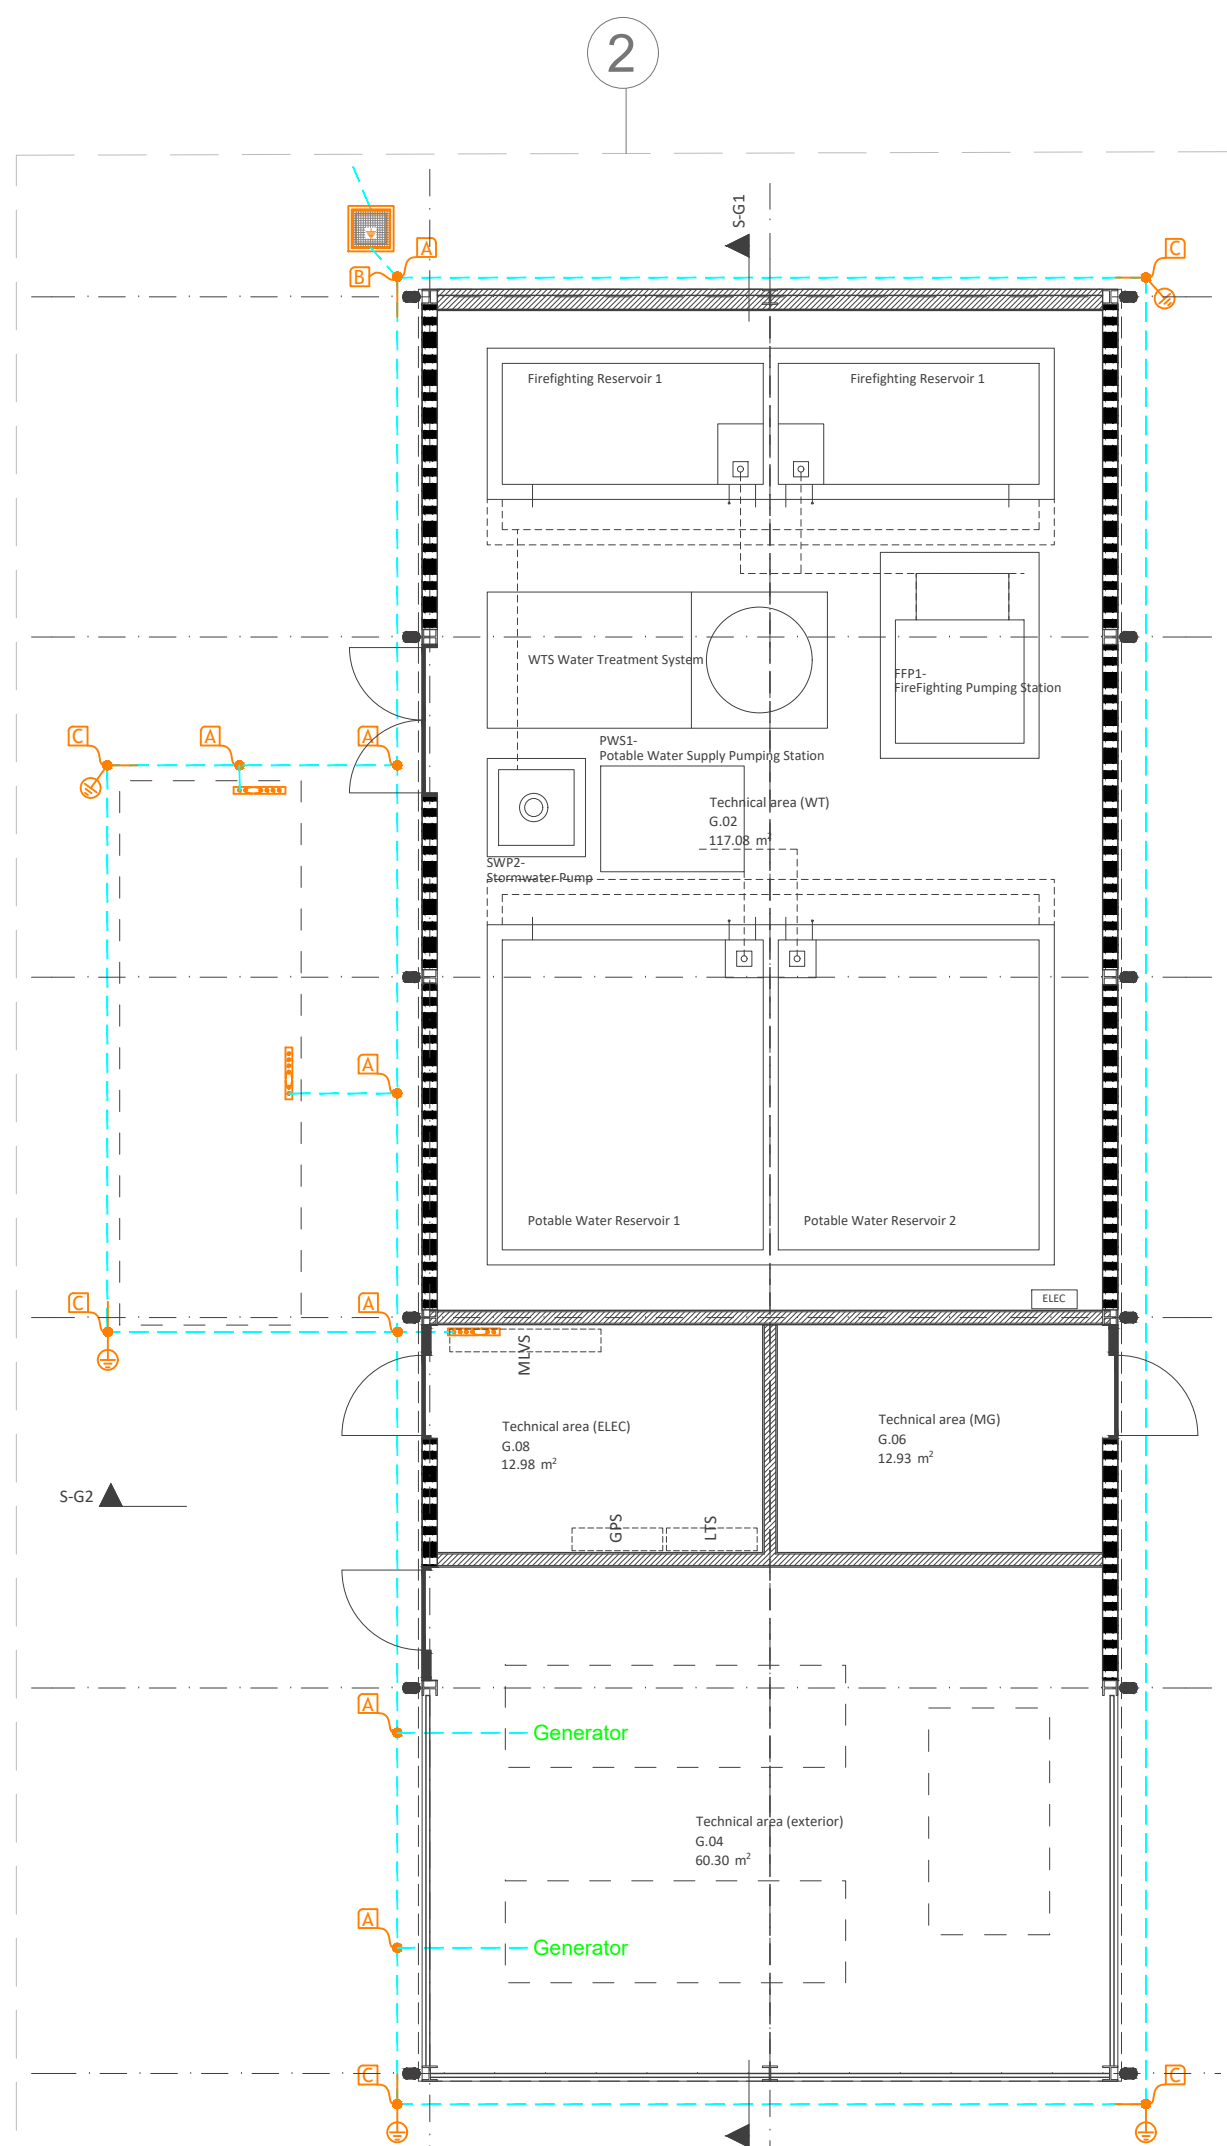 2
S-G1
A
B
C
Firefighting Reservoir 1
Firefighting Reservoir 1
WTS Water Treatment System
FFP1-
FireFighting Pumping Station
C
A
A
PWS1-
Potable Water Supply Pumping Station
Technical area (WT)
G.02
117.08 m²
SWP2-
Stormwater Pump
A
Potable Water Reservoir 1
Potable Water Reservoir 2
C
A
ELEC
MLVS
Technical area (ELEC)
G.08
12.98 m²
Technical area (MG)
G.06
12.93 m²
S-G2
GPS
LTS
A
Generator
Technical area (exterior)
G.04
60.30 m²
A
Generator
C
C